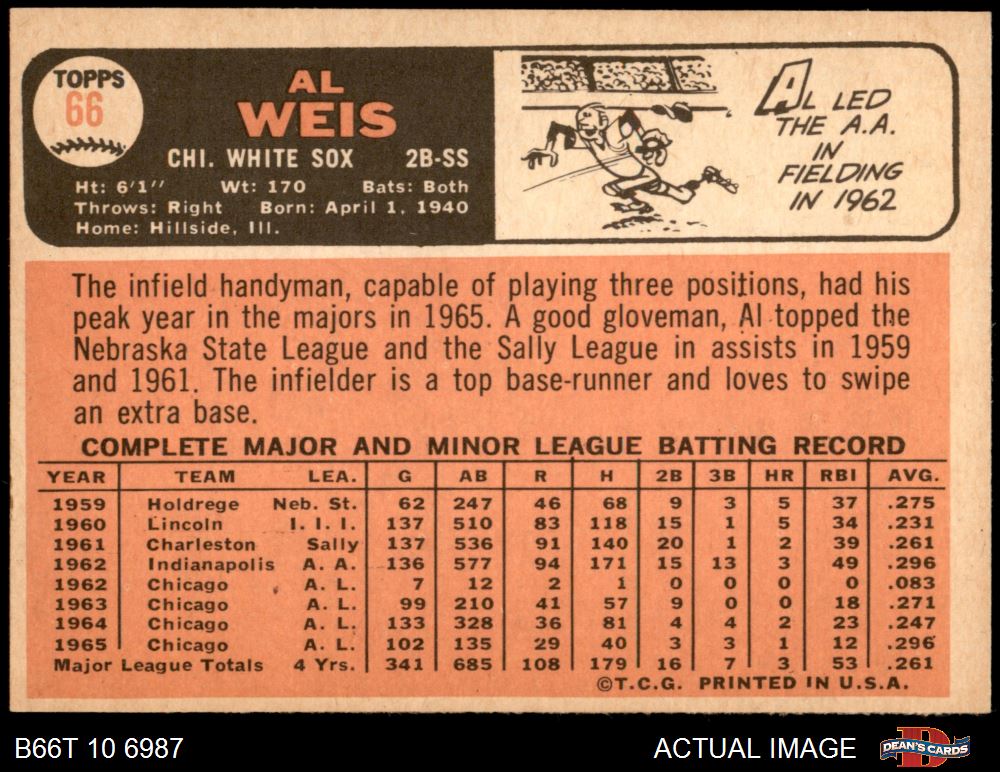 TOPPS
66
AL
WEIS
CHI. WHITE SOX 2B-SS
Ht: 6'1" Wt: 170 Bats: Both
Throws: Right Born: April 1, 1940
Home: Hillside, Ill.
AL LED
THE A.A.
IN
FIELDING
IN 1962
The infield handyman, capable of playing three positions, had his
peak year in the majors in 1965. A good gloveman, Al topped the
Nebraska State League and the Sally League in assists in 1959
and 1961. The infielder is a top base-runner and loves to swipe
an extra base.
COMPLETE MAJOR AND MINOR LEAGUE BATTING RECORD
YEAR TEAM LEA. G AB R H 2B 3B HR RBI AVG.
1959 Holdrege Neb. St. 62 247 46 68 9 3 5 37 .275
1960 Lincoln I. I. I. 137 510 83 118 15 1 5 34 .231
1961 Charleston Sally 137 536 91 140 20 1 2 39 .261
1962 Indianapolis A. A. 136 577 94 171 15 13 3 49 .296
1962 Chicago A. L. 7 12 2 1 0 0 0 0 .083
1963 Chicago A. L. 99 210 41 57 9 0 0 18 .271
1964 Chicago A. L. 133 328 36 81 4 4 2 23 .247
1965 Chicago A. L. 102 135 29 40 3 3 1 12 .296
Major League Totals 4 Yrs. 341 685 108 179 16 7 3 53 .261
©T.C.G. PRINTED IN U.S.A.
B66T 10 6987 ACTUAL IMAGE DEAN'S CARDS